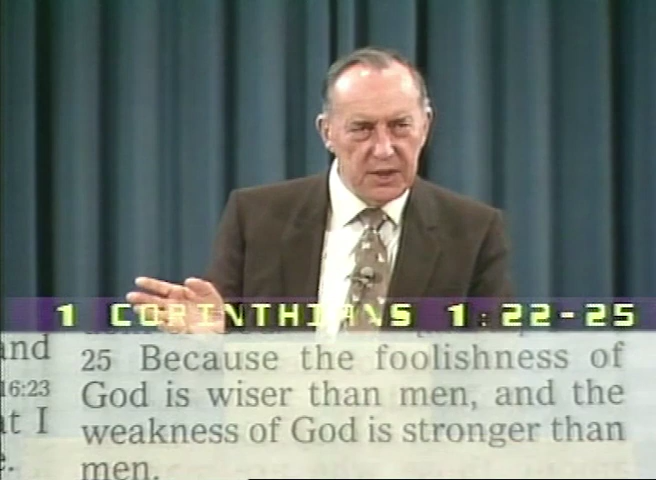 1 CORINTHIANS 1:22-25
and
16:23
at I
25 Because the foolishness of
God is wiser than men, and the
weakness of God is stronger than
men.